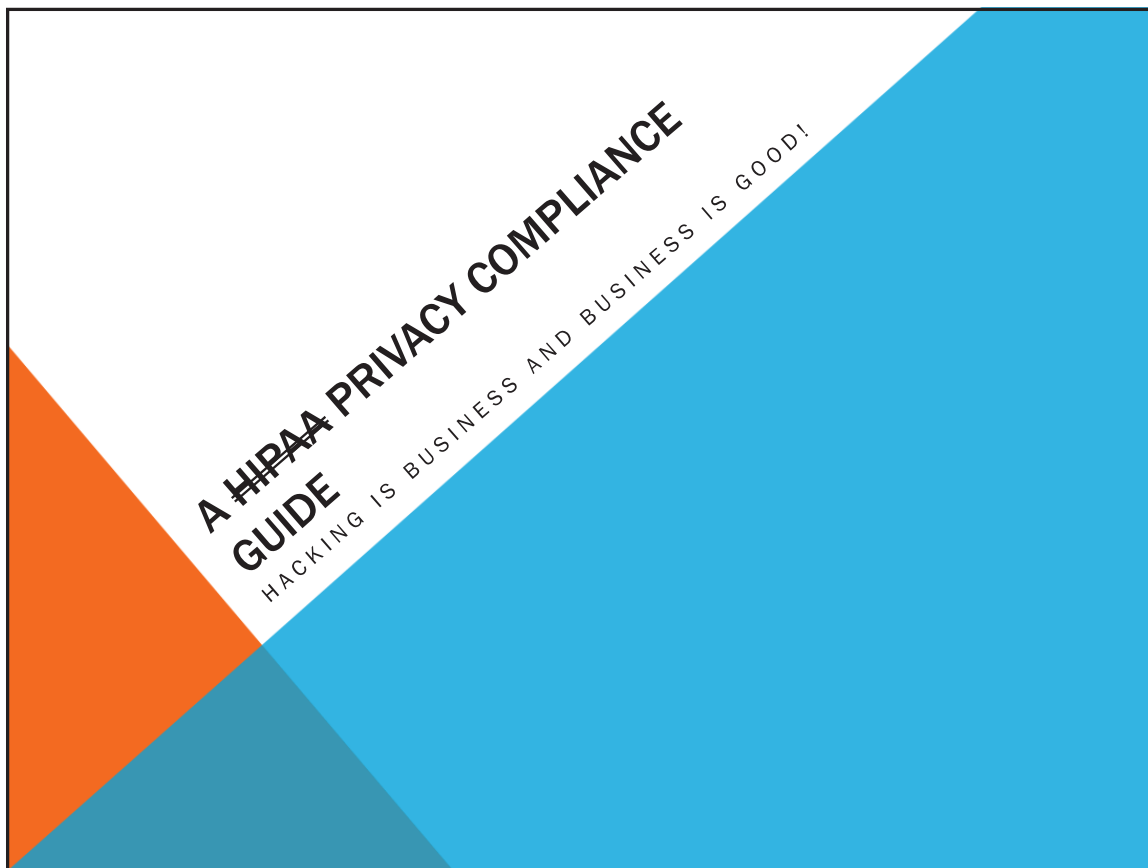 A HIPAA PRIVACY COMPLIANCE
GUIDE
HACKING IS BUSINESS AND BUSINESS IS GOOD!